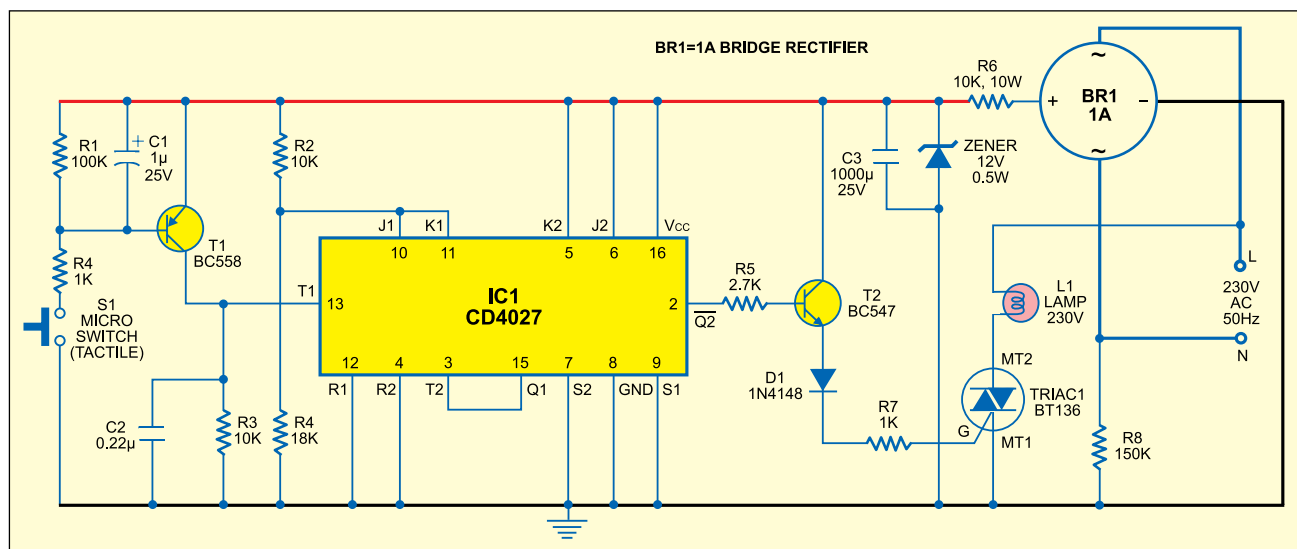 BR1=1A BRIDGE RECTIFIER
R6
10K, 10W
~
+
BR1
1A
−
~
R1
100K
+
C1
1µ
25V
R2
10K
C3
1000µ
25V
ZENER
12V
0.5W
T1
BC558
R4
1K
S1
MICRO
SWITCH
(TACTILE)
J1
K1
K2
J2
Vcc
10
11
5
6
16
T1
13
IC1
CD4027
2
Q2
12
4
3
15
7
8
9
R1
R2
T2
Q1
S2
GND
S1
R5
2.7K
T2
BC547
D1
1N4148
R7
1K
L1
LAMP
230V
L
230V
AC
50Hz
N
MT2
TRIAC1
BT136
G
MT1
R8
150K
C2
0.22µ
R3
10K
R4
18K